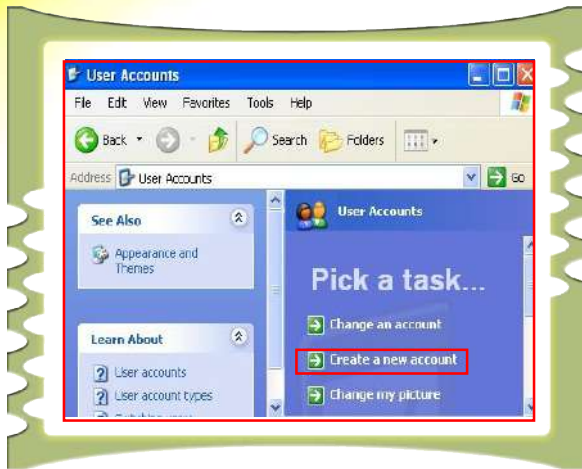 User Accounts
File Edit View Favorites Tools Help
Back Search Folders
Address User Accounts Go
See Also
Appearance and
Themes
Learn About
User accounts
User account types
User Accounts
Pick a task...
Change an account
Create a new account
Change my picture